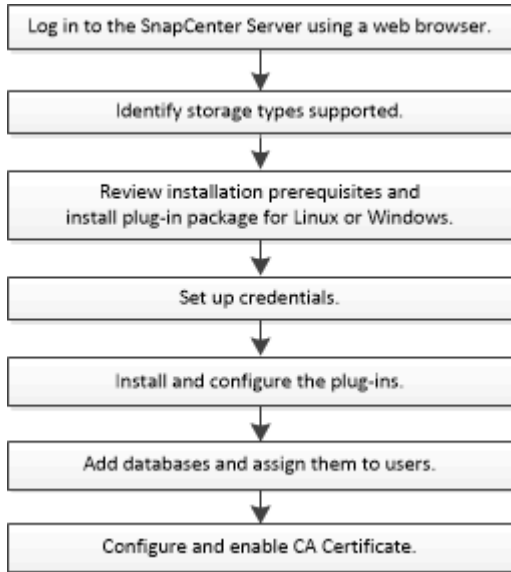 Log in to the SnapCenter Server using a web browser.
Identify storage types supported.
Review installation prerequisites and
install plug-in package for Linux or Windows.
Set up credentials.
Install and configure the plug-ins.
Add databases and assign them to users.
Configure and enable CA Certificate.